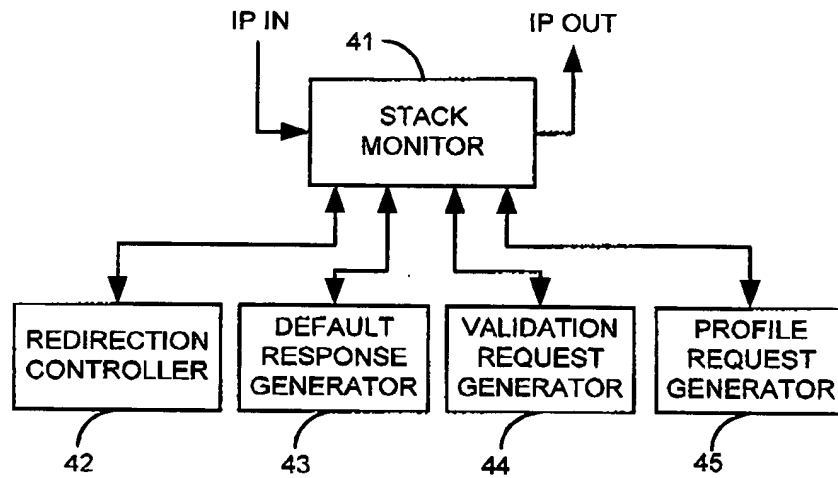 IP IN
IP OUT
41
STACK
MONITOR
REDIRECTION
CONTROLLER
DEFAULT
RESPONSE
GENERATOR
VALIDATION
REQUEST
GENERATOR
PROFILE
REQUEST
GENERATOR
42
43
44
45